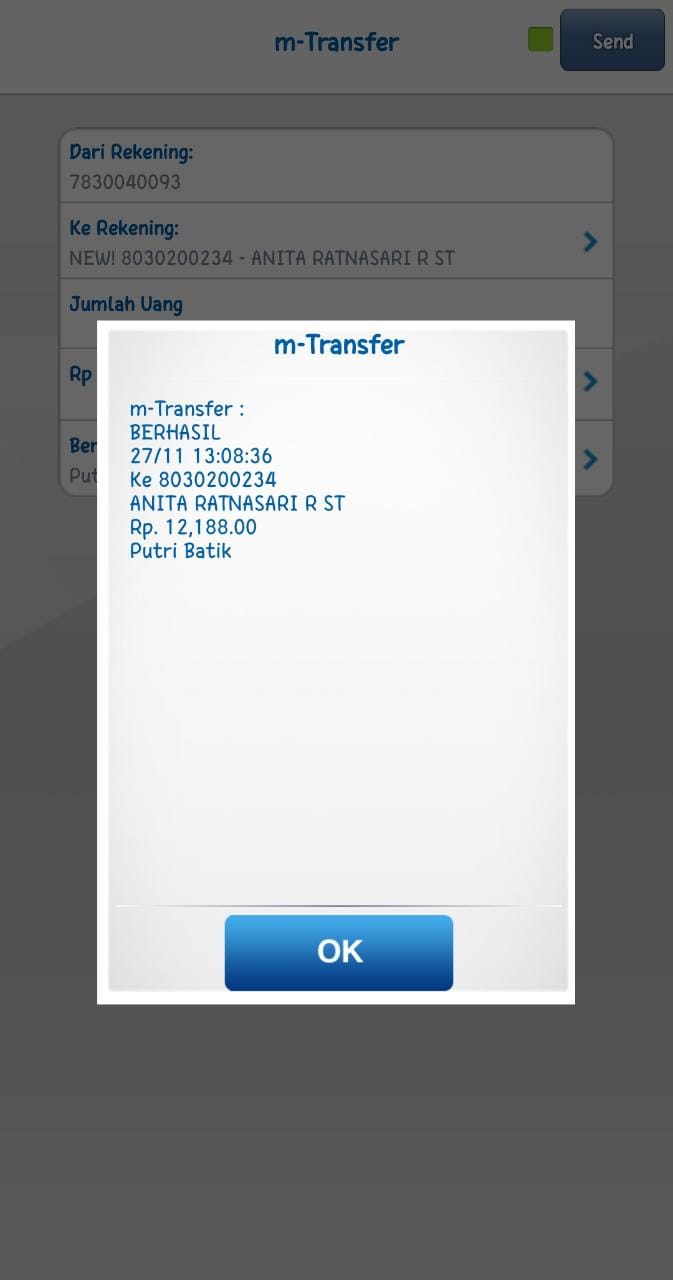 m-Transfer
Send
Dari Rekening:
7830040093
Ke Rekening:
NEW! 8030200234 - ANITA RATNASARI R ST
Jumlah Uang
Rp
Ber
Put
m-Transfer
m-Transfer :
BERHASIL
27/11 13:08:36
Ke 8030200234
ANITA RATNASARI R ST
Rp. 12,188.00
Putri Batik
OK